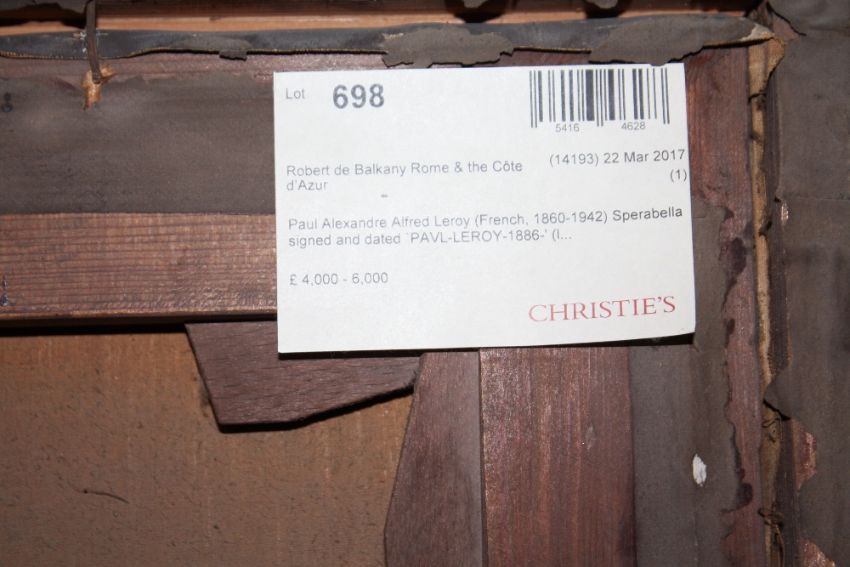 Lot 698
5416 4628
Robert de Balkany Rome & the Côte d'Azur
(14193) 22 Mar 2017
(1)
Paul Alexandre Alfred Leroy (French, 1860-1942) Sperabella
signed and dated `PAVL-LEROY-1886-' (I...
£ 4,000 - 6,000
CHRISTIE'S